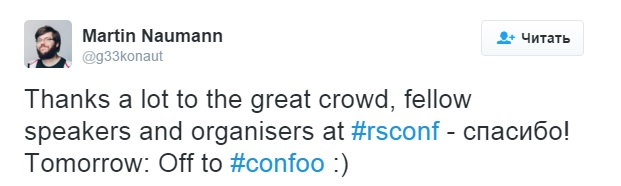 Martin Naumann
@g33konaut
Читать
Thanks a lot to the great crowd, fellow
speakers and organisers at #rsconf - спасибо!
Tomorrow: Off to #confoo :)